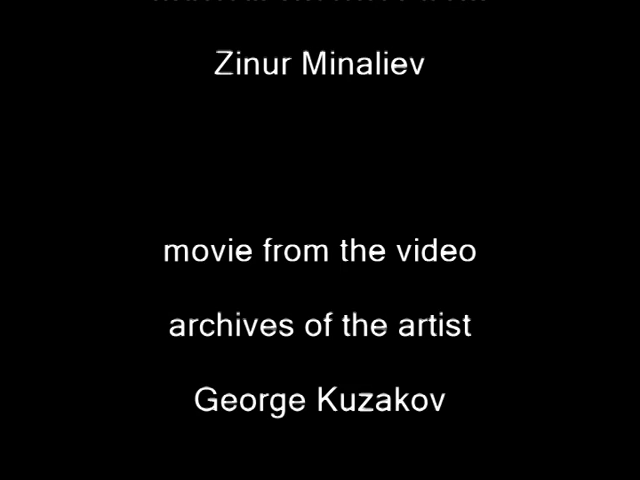 Zinur Minaliev
movie from the video
archives of the artist
George Kuzakov